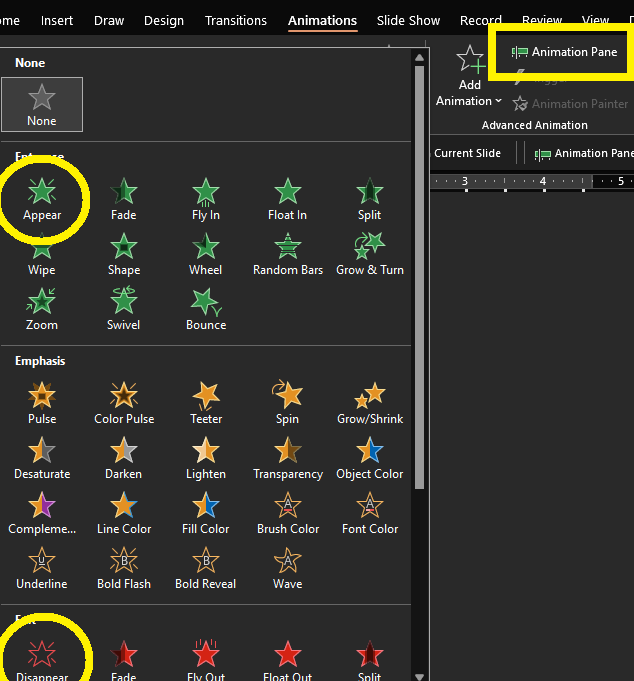 ome Insert Draw Design Transitions Animations Slide Show Record Review View
None
None
Appear Fade Fly In Float In Split
Wipe Shape Wheel Random Bars Grow & Turn
Zoom Swivel Bounce
Emphasis
Pulse Color Pulse Teeter Spin Grow/Shrink
Desaturate Darken Lighten Transparency Object Color
Compleme... Line Color Fill Color Brush Color Font Color
Underline Bold Flash Bold Reveal Wave
Disappear Fade Fly Out Float Out Split
Animation Pane
Add
Animation
Animation Painter
Advanced Animation
Current Slide Animation Pane
3 4 5